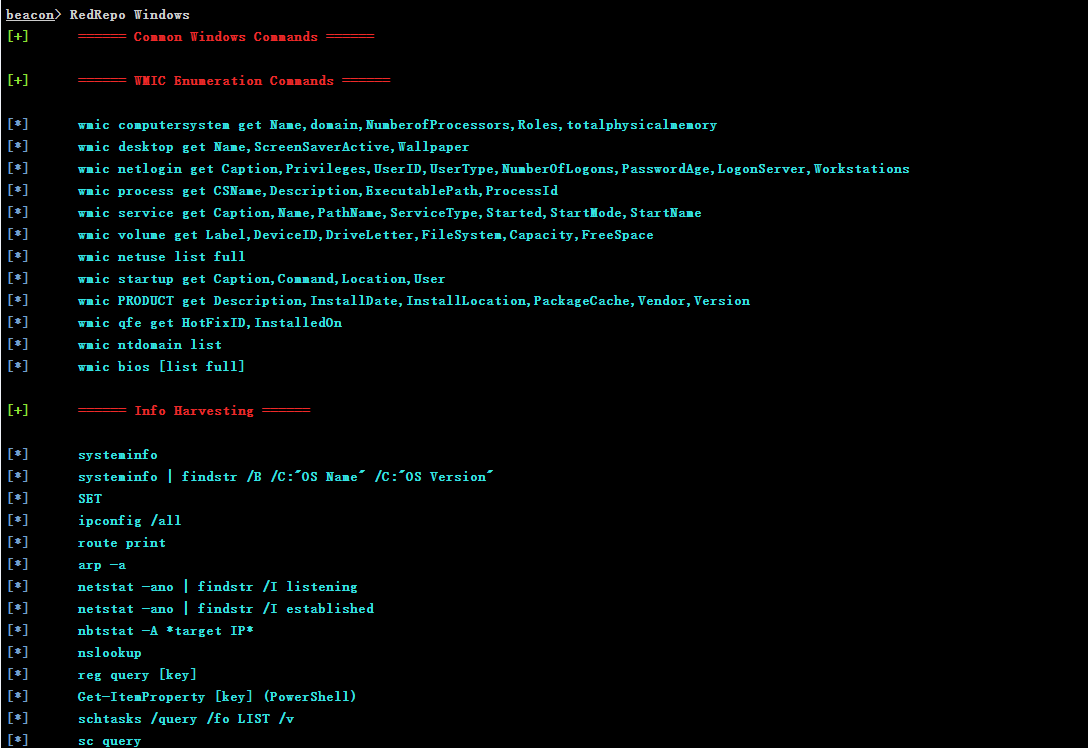 beacon> RedRepo Windows
[+] ====== Common Windows Commands ======
[+] ====== WMIC Enumeration Commands ======
[*] wmic computersystem get Name,domain,NumberofProcessors,Roles,totalphysicalmemory
[*] wmic desktop get Name,ScreenSaverActive,Wallpaper
[*] wmic netlogin get Caption,Privileges,UserID,UserType,NumberOfLogons,PasswordAge,LogonServer,Workstations
[*] wmic process get CSName,Description,ExecutablePath,ProcessId
[*] wmic service get Caption,Name,PathName,ServiceType,Started,StartMode,StartName
[*] wmic volume get Label,DeviceID,DriveLetter,FileSystem,Capacity,FreeSpace
[*] wmic netuse list full
[*] wmic startup get Caption,Command,Location,User
[*] wmic PRODUCT get Description,InstallDate,InstallLocation,PackageCache,Vendor,Version
[*] wmic qfe get HotFixID,InstalledOn
[*] wmic ntdomain list
[*] wmic bios [list full]
[+] ====== Info Harvesting ======
[*] systeminfo
[*] systeminfo | findstr /B /C:"OS Name" /C:"OS Version"
[*] SET
[*] ipconfig /all
[*] route print
[*] arp -a
[*] netstat -ano | findstr /I listening
[*] netstat -ano | findstr /I established
[*] nbtstat -A *target IP*
[*] nslookup
[*] reg query [key]
[*] Get-ItemProperty [key] (PowerShell)
[*] schtasks /query /fo LIST /v
[*] sc query